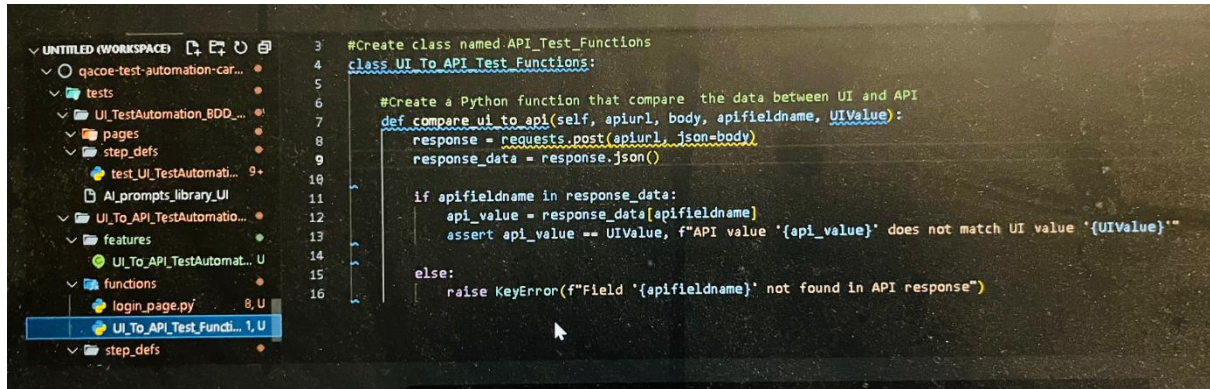 UNTITLED (WORKSPACE)
qacoe-test-automation-car...
tests
UI_TestAutomation_BDD_...
pages
step_defs
test_UI_TestAutomati... 9+
AI_prompts_library_UI
UI_To_API_TestAutomatio...
features
UI_To_API_TestAutomat... U
functions
login_page.py 8, U
UI_To_API_Test_Functi... 1, U
step_defs
3 #Create class named API_Test_Functions
4 class UI_To_API_Test_Functions:
5
6 #Create a Python function that compare  the data between UI and API
7 def compare_ui_to_api(self, apiurl, body, apifieldname, UIValue):
8 response = requests.post(apiurl, json=body)
9 response_data = response.json()
10
11 if apifieldname in response_data:
12 api_value = response_data[apifieldname]
13 assert api_value == UIValue, f"API value '{api_value}' does not match UI value '{UIValue}'"
14
15 else:
16 raise KeyError(f"Field '{apifieldname}' not found in API response")